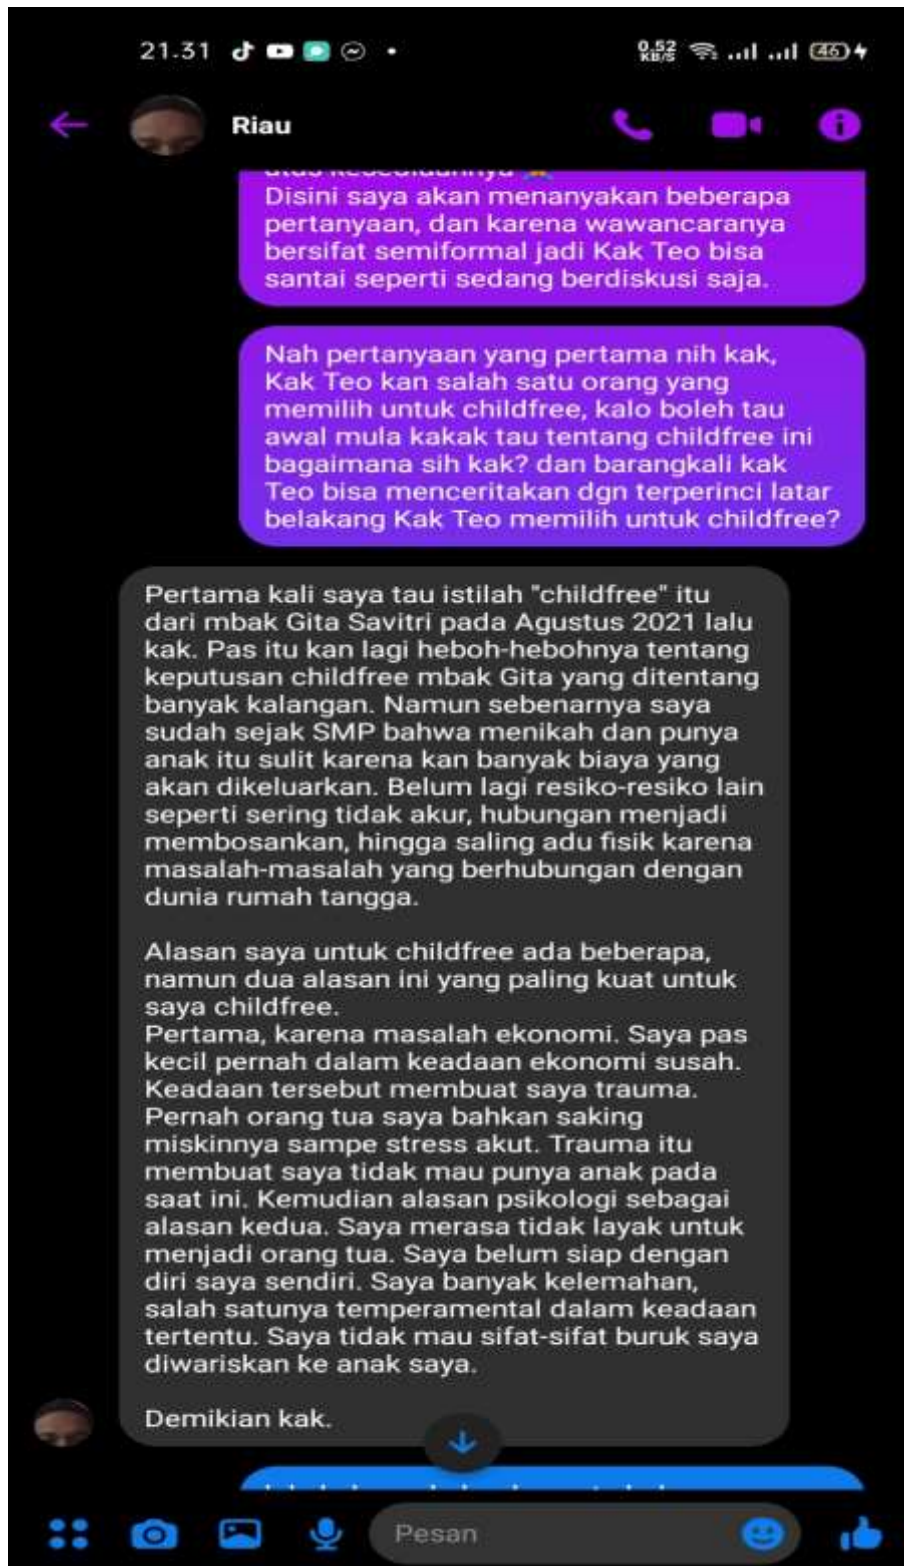 21.31
0.52
KB/S
46
Riau
Disini saya akan menanyakan beberapa
pertanyaan, dan karena wawancaranya
bersifat semiformal jadi Kak Teo bisa
santai seperti sedang berdiskusi saja.
Nah pertanyaan yang pertama nih kak,
Kak Teo kan salah satu orang yang
memilih untuk childfree, kalo boleh tau
awal mula kakak tau tentang childfree ini
bagaimana sih kak? dan barangkali kak
Teo bisa menceritakan dgn terperinci latar
belakang Kak Teo memilih untuk childfree?
Pertama kali saya tau istilah "childfree" itu
dari mbak Gita Savitri pada Agustus 2021 lalu
kak. Pas itu kan lagi heboh-hebohnya tentang
keputusan childfree mbak Gita yang ditentang
banyak kalangan. Namun sebenarnya saya
sudah sejak SMP bahwa menikah dan punya
anak itu sulit karena kan banyak biaya yang
akan dikeluarkan. Belum lagi resiko-resiko lain
seperti sering tidak akur, hubungan menjadi
membosankan, hingga saling adu fisik karena
masalah-masalah yang berhubungan dengan
dunia rumah tangga.
Alasan saya untuk childfree ada beberapa,
namun dua alasan ini yang paling kuat untuk
saya childfree.
Pertama, karena masalah ekonomi. Saya pas
kecil pernah dalam keadaan ekonomi susah.
Keadaan tersebut membuat saya trauma.
Pernah orang tua saya bahkan saking
miskinnya sampe stress akut. Trauma itu
membuat saya tidak mau punya anak pada
saat ini. Kemudian alasan psikologi sebagai
alasan kedua. Saya merasa tidak layak untuk
menjadi orang tua. Saya belum siap dengan
diri saya sendiri. Saya banyak kelemahan,
salah satunya temperamental dalam keadaan
tertentu. Saya tidak mau sifat-sifat buruk saya
diwariskan ke anak saya.
Demikian kak.
Pesan